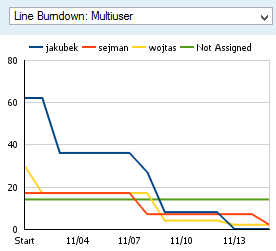 Line Burndown: Multiuser
jakubek sejman wojtas Not Assigned
80
60
40
20
0
Start 11/04 11/07 11/10 11/13